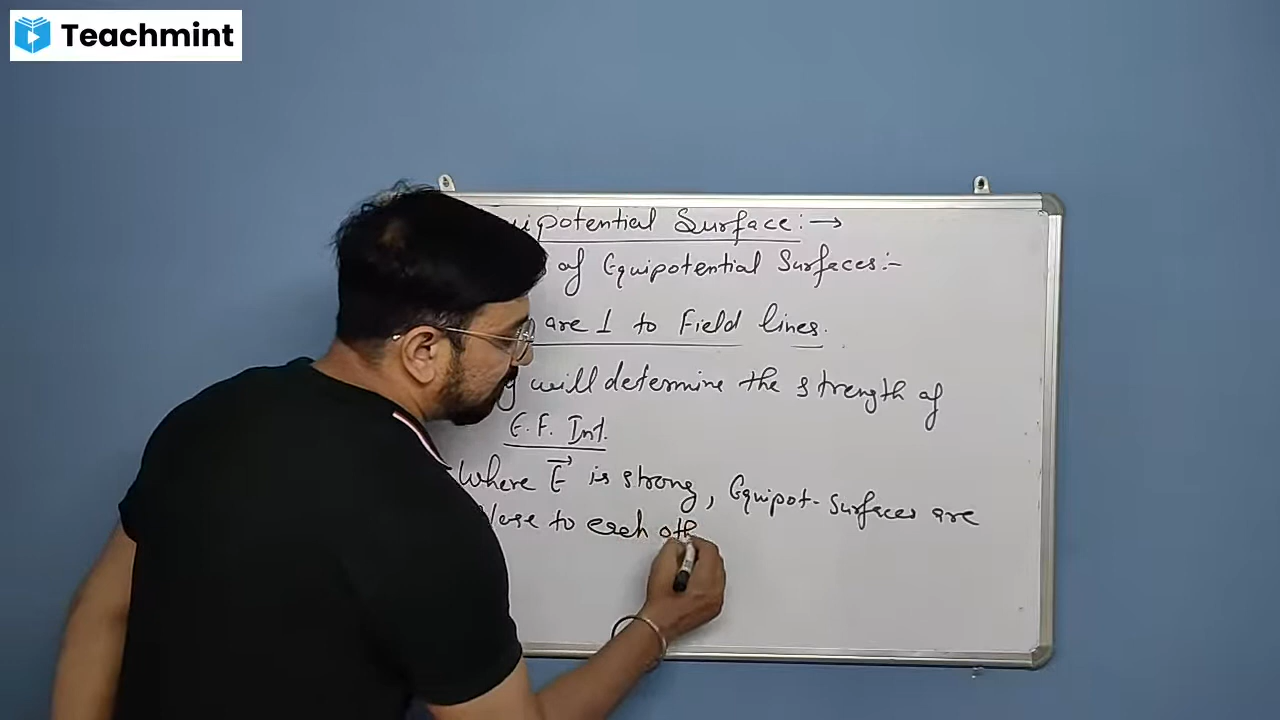 Teachmint
uipotential Surface:→
of Equipotential Surfaces:-
are ⊥ to Field lines.
will determine the strength of
E.F. Int.
Where E⃗ is strong, Equipot-Surfaces are
lose to each oth